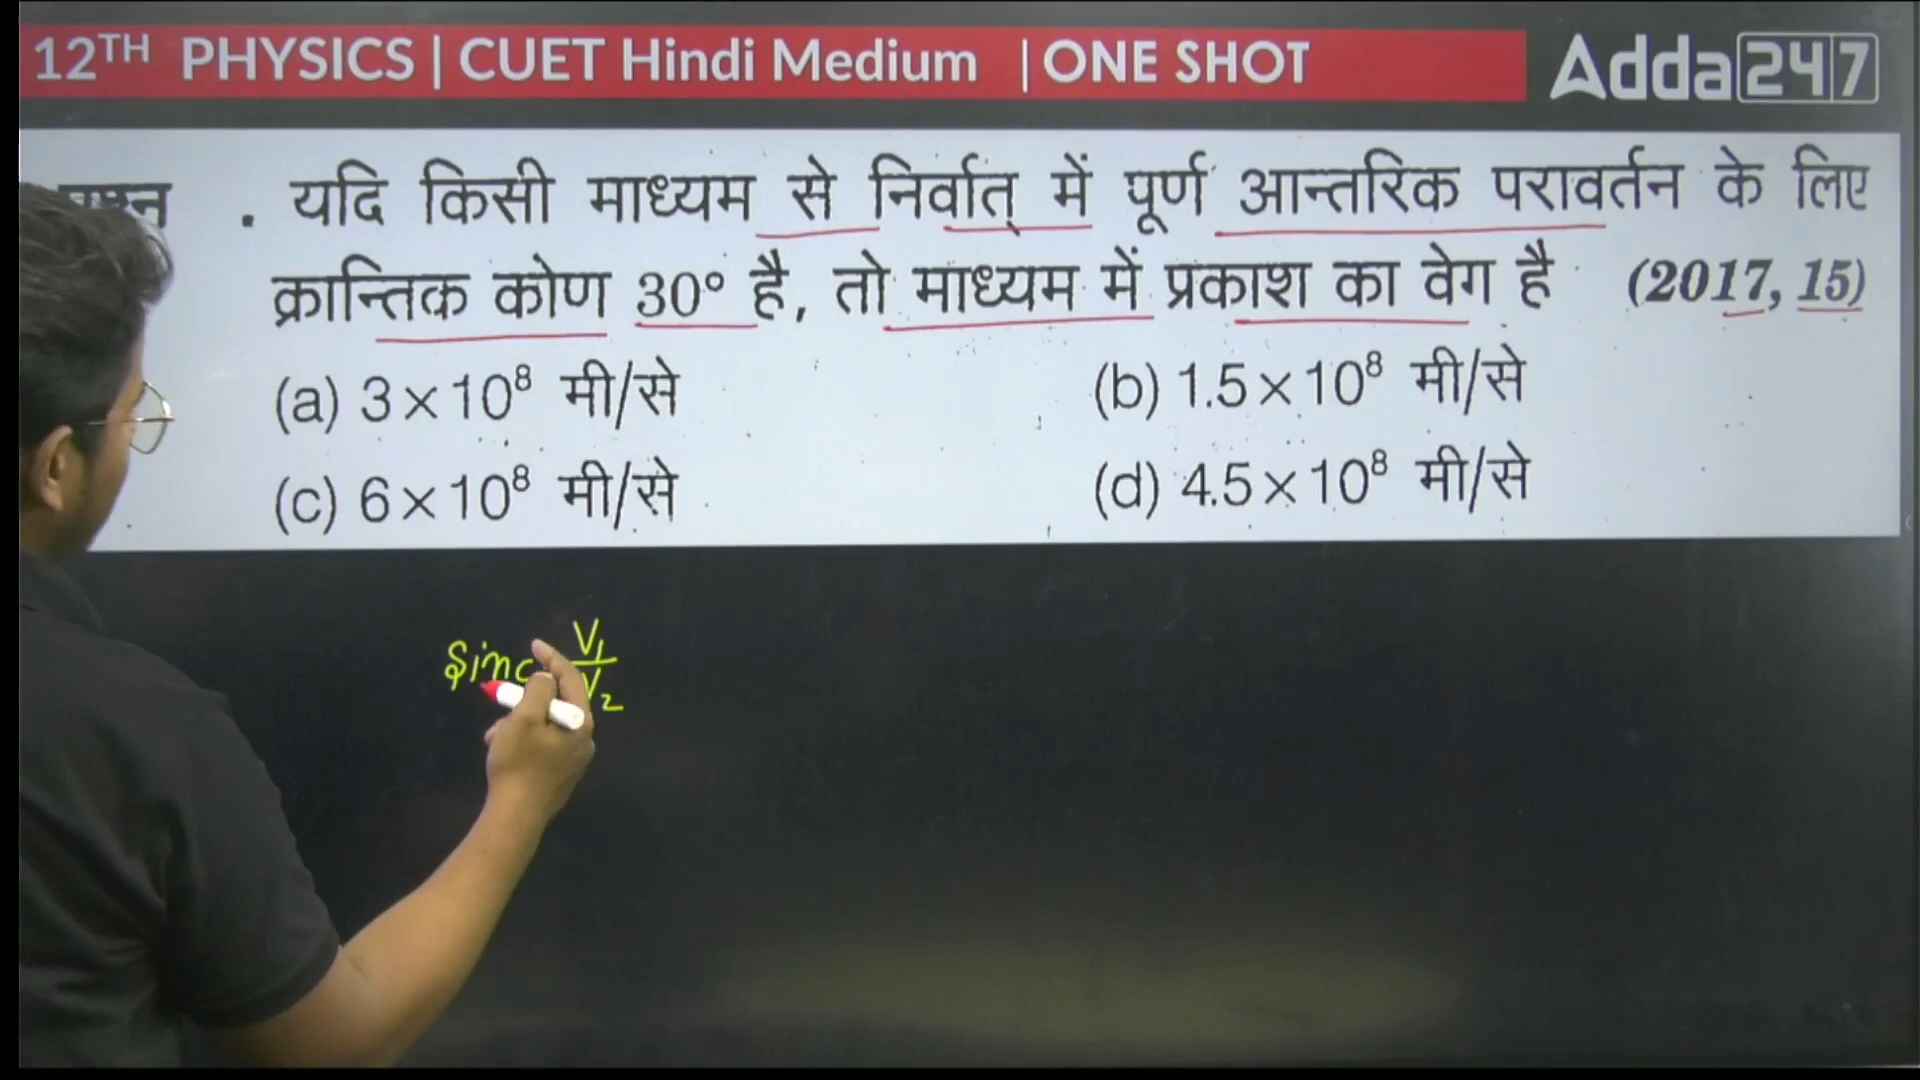 12TH PHYSICS | CUET Hindi Medium | ONE SHOT
Adda247
. यदि किसी माध्यम से निर्वात् में पूर्ण आन्तरिक परावर्तन के लिए
क्रान्तिक कोण 30° है, तो माध्यम में प्रकाश का वेग है (2017, 15)
(a) 3×10⁸ मी/से (b) 1.5×10⁸ मी/से
(c) 6×10⁸ मी/से (d) 4.5×10⁸ मी/से
Sinc V₁
V₂